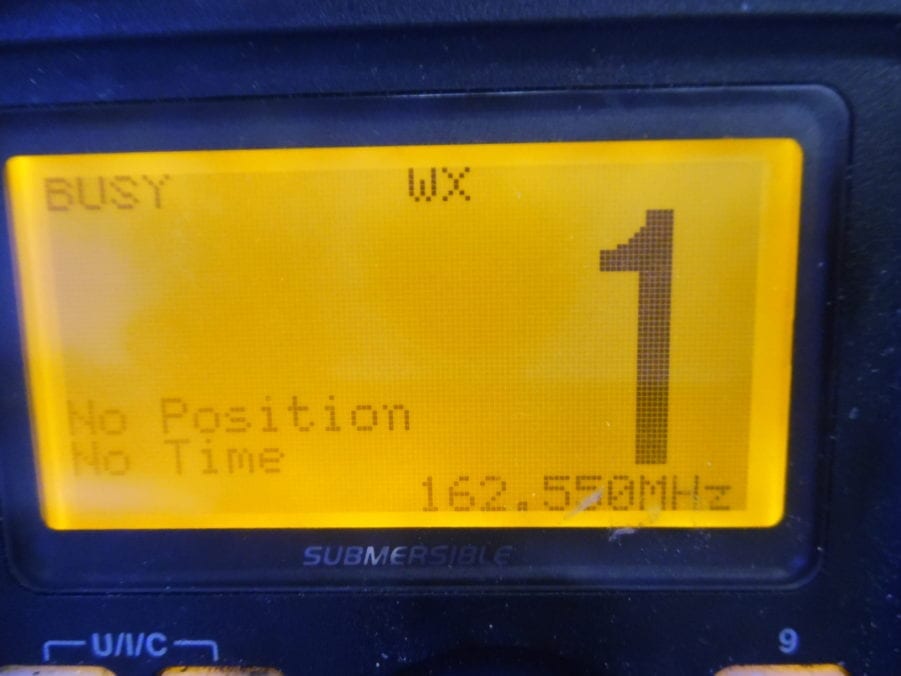 BUSY WX
1
No Position
No Time
162.550MHz
SUBMERSIBLE
U/I/C 9